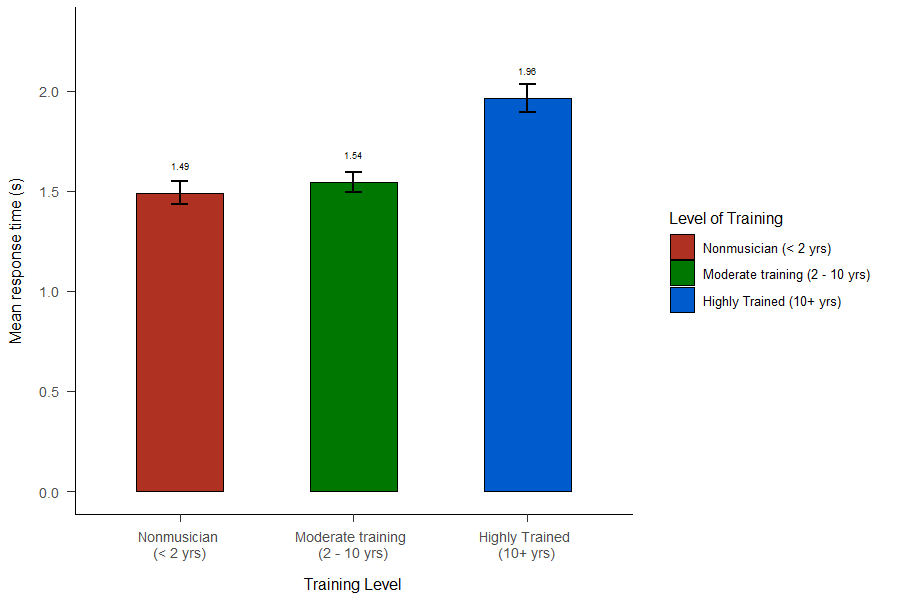 1.96
1.54
1.49
2.0
1.5
1.0
0.5
0.0
Mean response time (s)
Nonmusician
(< 2 yrs)
Moderate training
(2 - 10 yrs)
Highly Trained
(10+ yrs)
Training Level
Level of Training
Nonmusician (< 2 yrs)
Moderate training (2 - 10 yrs)
Highly Trained (10+ yrs)